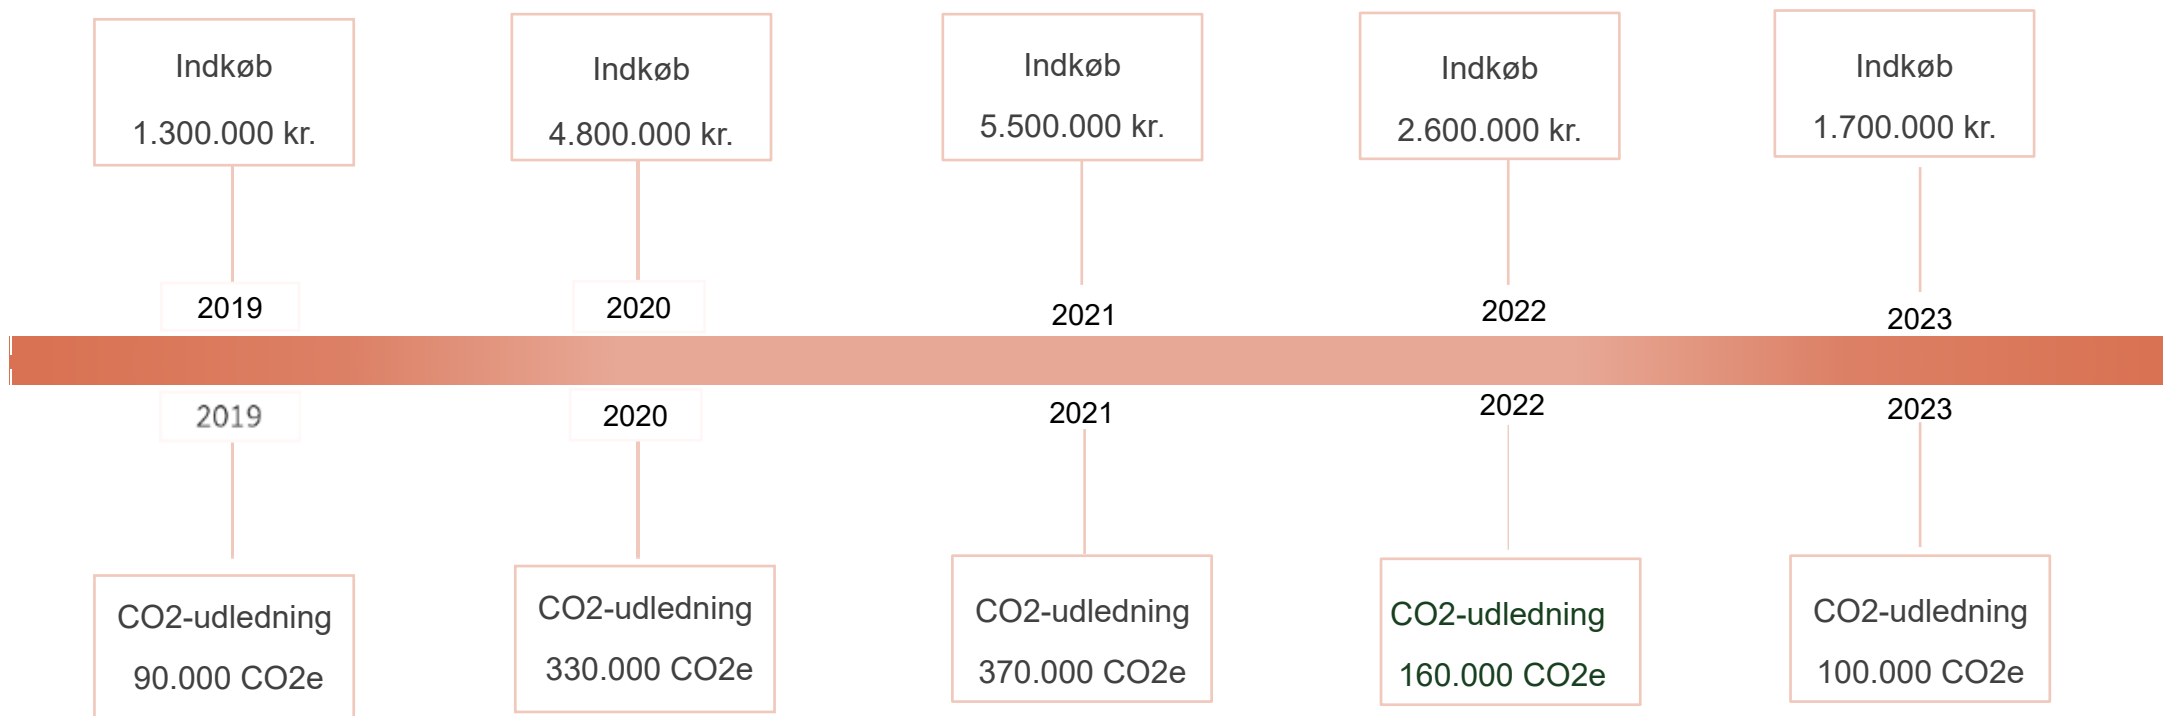 Indkøb
1.300.000 kr.
Indkøb
4.800.000 kr.
Indkøb
5.500.000 kr.
Indkøb
2.600.000 kr.
Indkøb
1.700.000 kr.
2019
2020
2021
2022
2023
2019
2020
2021
2022
2023
CO2-udledning
90.000 CO2e
CO2-udledning
330.000 CO2e
CO2-udledning
370.000 CO2e
CO2-udledning
160.000 CO2e
CO2-udledning
100.000 CO2e